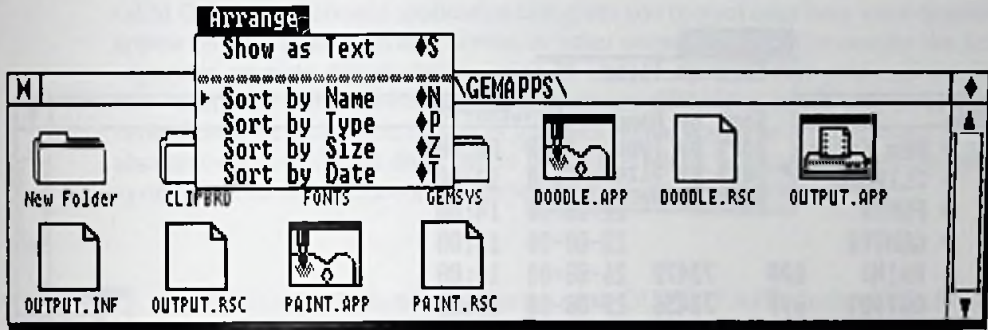 Arrange
Show as Text ♦S
Sort by Name ♦N
Sort by Type ♦P
Sort by Size ♦Z
Sort by Date ♦T
\GEMAPPS\
New Folder CLIPBRD FONTS GEMSYS DOODLE.APP DOODLE.RSC OUTPUT.APP
OUTPUT.INF OUTPUT.RSC PAINT.APP PAINT.RSC